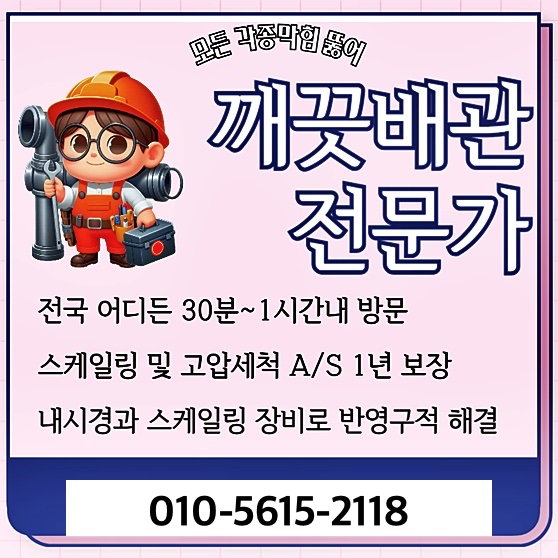 모든 각종막힘 뚫어
깨끗배관
전문가
전국 어디든 30분~1시간내 방문
스케일링 및 고압세척 A/S 1년 보장
내시경과 스케일링 장비로 반영구적 해결
010-5615-2118